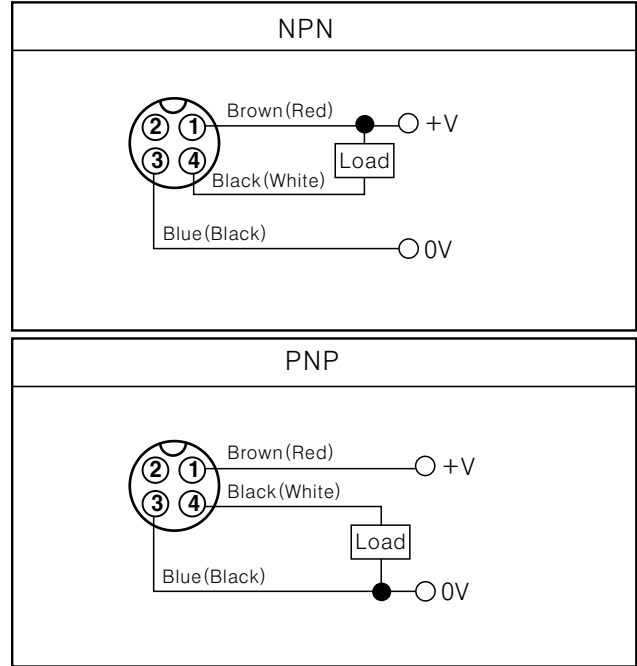 NPN
Brown(Red)
+V
2 1
3 4
Load
Black(White)
Blue(Black)
0V
PNP
Brown(Red)
+V
2 1
Black(White)
3 4
Load
Blue(Black)
0V